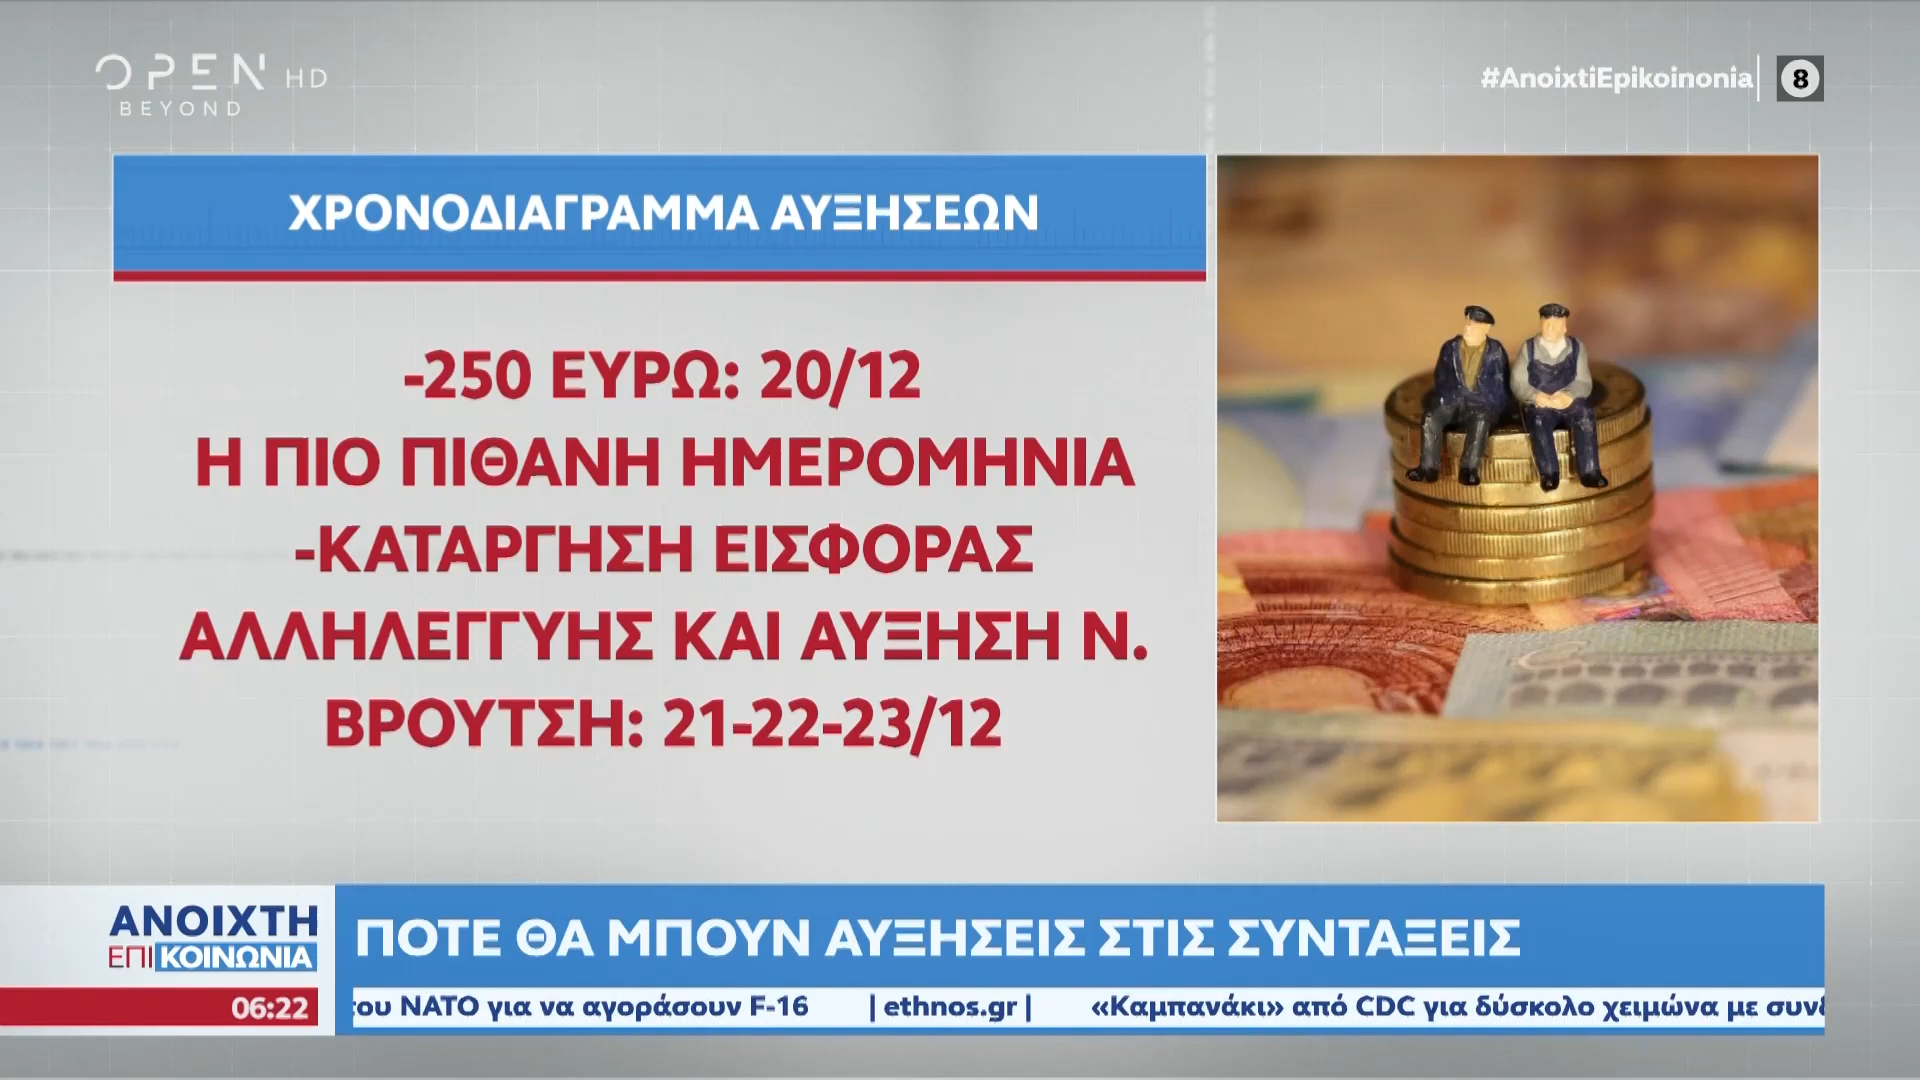 OPEN HD
BEYOND
#AnoixtiEpikoinonia
8
ΧΡΟΝΟΔΙΑΓΡΑΜΜΑ ΑΥΞΗΣΕΩΝ
-250 ΕΥΡΩ: 20/12
Η ΠΙΟ ΠΙΘΑΝΗ ΗΜΕΡΟΜΗΝΙΑ
-ΚΑΤΑΡΓΗΣΗ ΕΙΣΦΟΡΑΣ
ΑΛΛΗΛΕΓΓΥΗΣ ΚΑΙ ΑΥΞΗΣΗ Ν.
ΒΡΟΥΤΣΗ: 21-22-23/12
ΑΝΟΙΧΤΗ
ΕΠΙΚΟΙΝΩΝΙΑ
ΠΟΤΕ ΘΑ ΜΠΟΥΝ ΑΥΞΗΣΕΙΣ ΣΤΙΣ ΣΥΝΤΑΞΕΙΣ
06:22
του ΝΑΤΟ για να αγοράσουν F-16 | ethnos.gr | «Καμπανάκι» από CDC για δύσκολο χειμώνα με